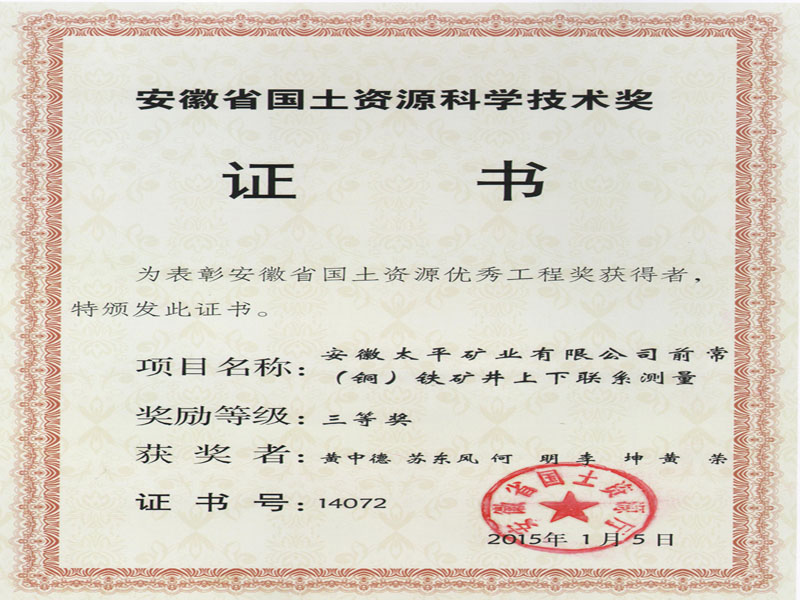 安徽省国土资源科学技术奖
证 书
为表彰安徽省国土资源优秀工程奖获得者，
特颁发此证书。
项目名称：安徽太平矿业有限公司前常
（铜）铁矿井上下联系测量
奖励等级：三等奖
获 奖 者：黄中德 苏东风 何 明 李 坤 黄 荣
证 书 号：14072
安徽省国土资源厅
2015年 1月 5日